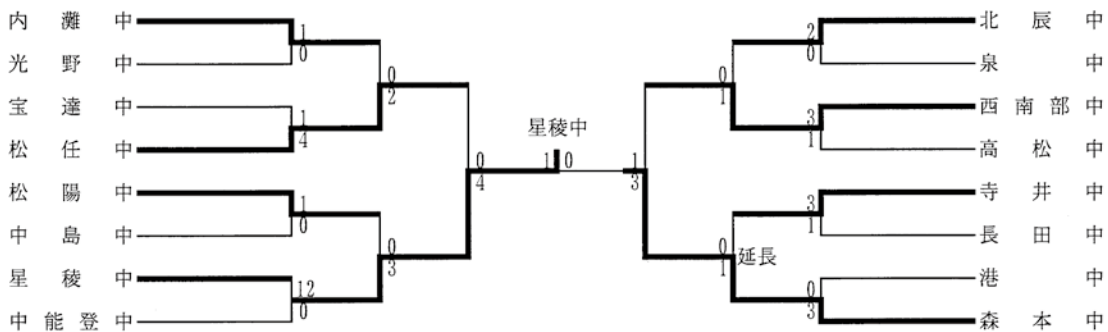 内灘中
1
0
光野中
0
2
宝達中
1
4
松任中
0
4
松陽中
1
0
中島中
0
3
星稜中
12
0
中能登中
星稜中
1 0
北辰中
2
0
泉中
0
1
西南部中
3
1
高松中
1
3
寺井中
3
1
長田中
0
1
延長
港中
0
3
森本中